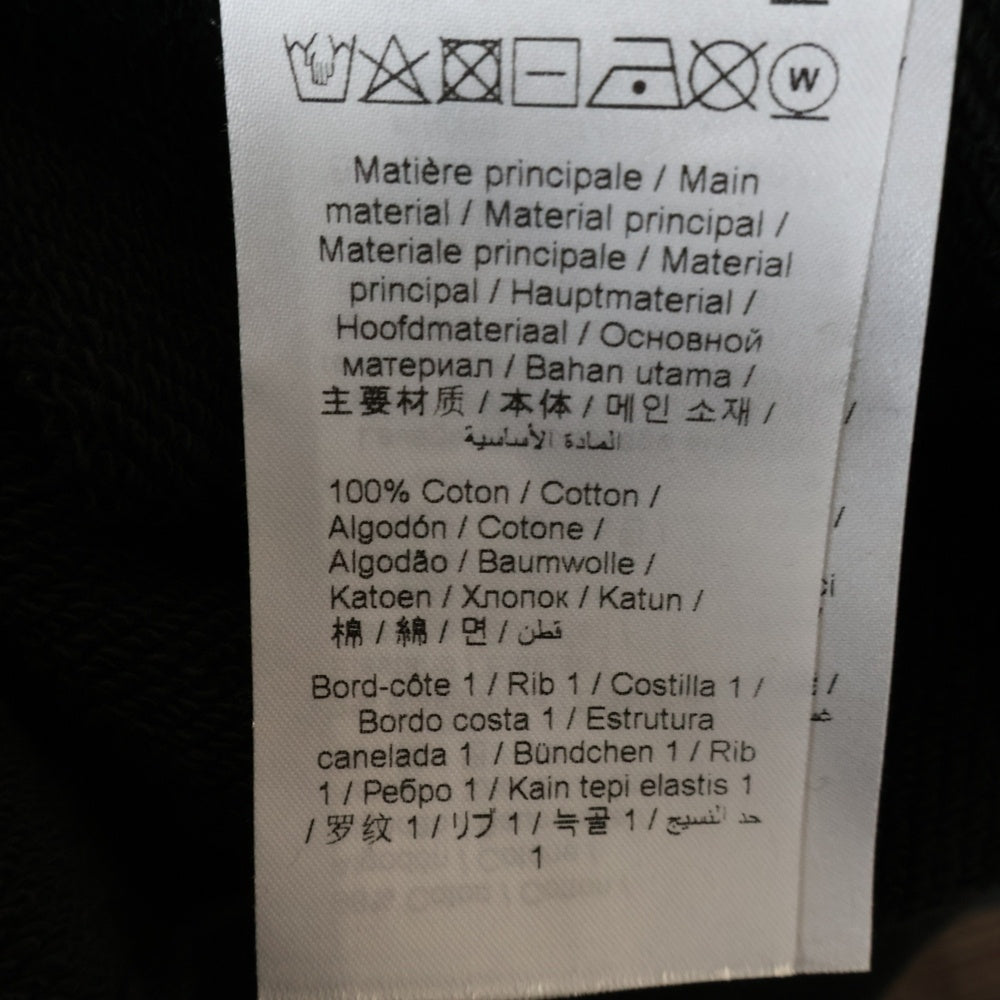 W
Matière principale / Main
material / Material principal /
Materiale principale / Material
principal / Hauptmaterial /
Hoofdmateriaal / Основной
материал / Bahan utama /
主要材质 / 本体 / 메인 소재 /
المادة الأساسية
100% Coton / Cotton /
Algodón / Cotone /
Algodão / Baumwolle /
Katoen / Хлопок / Katun /
棉 / 綿 / 면 / قطن
Bord-côte 1 / Rib 1 / Costilla 1 /
Bordo costa 1 / Estrutura
canelada 1 / Bündchen 1 / Rib
1 / Ребро 1 / Kain tepi elastis 1
/ 罗纹 1 / リブ 1 / 늑골 1 / حد النسيج
1